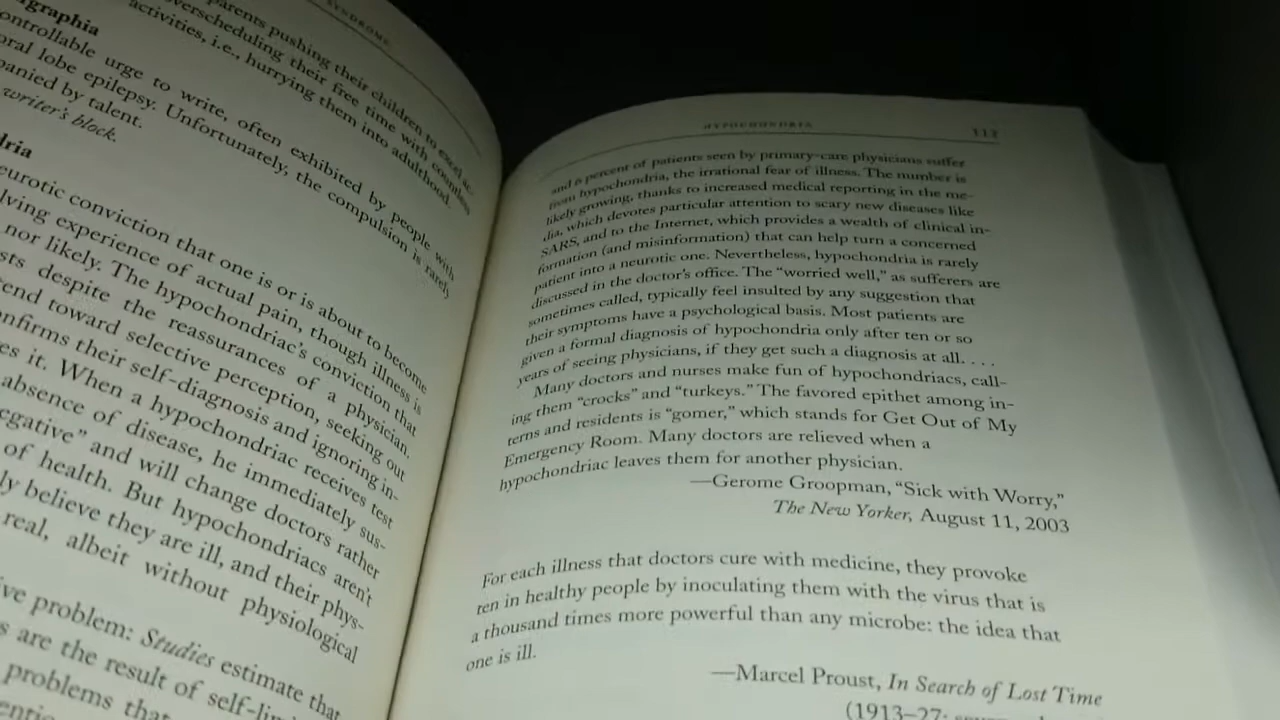 SYNDROME
parents pushing their children to excel ac-
overscheduling their free time with countless
activities, i.e., hurrying them into adulthood.
graphia
ontrollable urge to write, often exhibited by people with
oral lobe epilepsy. Unfortunately, the compulsion is rarely
panied by talent.
writer's block.
dria
eurotic conviction that one is or is about to become
lving experience of actual pain, though illness is
nor likely. The hypochondriac's conviction that
sts despite the reassurances of a physician.
end toward selective perception, seeking out
onfirms their self-diagnosis and ignoring in-
es it. When a hypochondriac receives test
absence of disease, he immediately sus-
egative" and will change doctors rather
of health. But hypochondriacs aren't
ly believe they are ill, and their phys-
real, albeit without physiological
ive problem: Studies estimate that
s are the result of self-limi
problems that
HYPOCHONDRIA 113
and 6 percent of patients seen by primary-care physicians suffer
from hypochondria, the irrational fear of illness. The number is
likely growing, thanks to increased medical reporting in the me-
dia, which devotes particular attention to scary new diseases like
SARS, and to the Internet, which provides a wealth of clinical in-
formation (and misinformation) that can help turn a concerned
patient into a neurotic one. Nevertheless, hypochondria is rarely
discussed in the doctor's office. The "worried well," as sufferers are
sometimes called, typically feel insulted by any suggestion that
their symptoms have a psychological basis. Most patients are
given a formal diagnosis of hypochondria only after ten or so
years of seeing physicians, if they get such a diagnosis at all. . . .
Many doctors and nurses make fun of hypochondriacs, call-
ing them "crocks" and "turkeys." The favored epithet among in-
terns and residents is "gomer," which stands for Get Out of My
Emergency Room. Many doctors are relieved when a
hypochondriac leaves them for another physician.
—Gerome Groopman, "Sick with Worry,"
The New Yorker, August 11, 2003
For each illness that doctors cure with medicine, they provoke
ten in healthy people by inoculating them with the virus that is
a thousand times more powerful than any microbe: the idea that
one is ill.
—Marcel Proust, In Search of Lost Time
(1913–27;